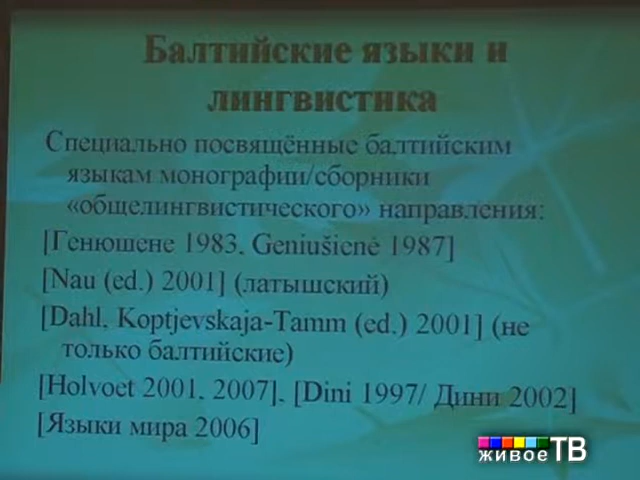 Балтийские языки и
лингвистика
Специально посвящённые балтийским
языкам монографии/сборники
«общелингвистического» направления:
[Генюшене 1983, Geniušienė 1987]
[Nau (ed.) 2001] (латышский)
[Dahl, Koptjevskaja-Tamm (ed.) 2001] (не
только балтийские)
[Holvoet 2001, 2007], [Dini 1997/ Дини 2002]
[Языки мира 2006]
живое ТВ